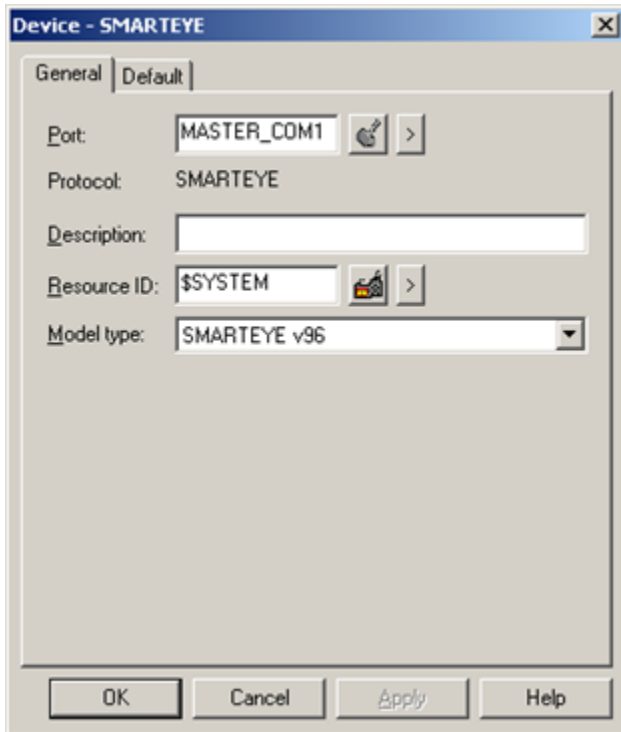 Device - SMARTEYE
General Default
Port: MASTER_COM1 >
Protocol: SMARTEYE
Description:
Resource ID: $SYSTEM >
Model type: SMARTEYE v96
OK Cancel Apply Help